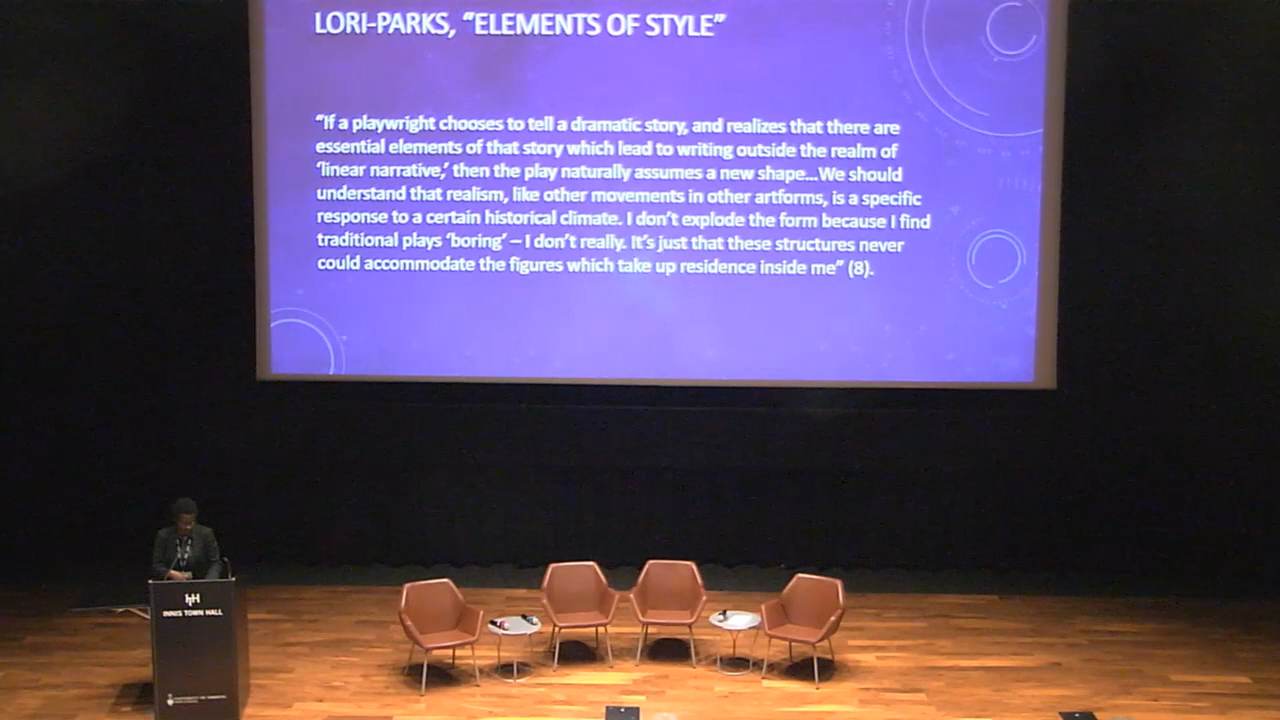 LORI-PARKS, “ELEMENTS OF STYLE”
“If a playwright chooses to tell a dramatic story, and realizes that there are
essential elements of that story which lead to writing outside the realm of
‘linear narrative,’ then the play naturally assumes a new shape...We should
understand that realism, like other movements in other artforms, is a specific
response to a certain historical climate. I don’t explode the form because I find
traditional plays ‘boring’ – I don’t really. It’s just that these structures never
could accommodate the figures which take up residence inside me” (8).
INNIS TOWN HALL
UNIVERSITY OF TORONTO